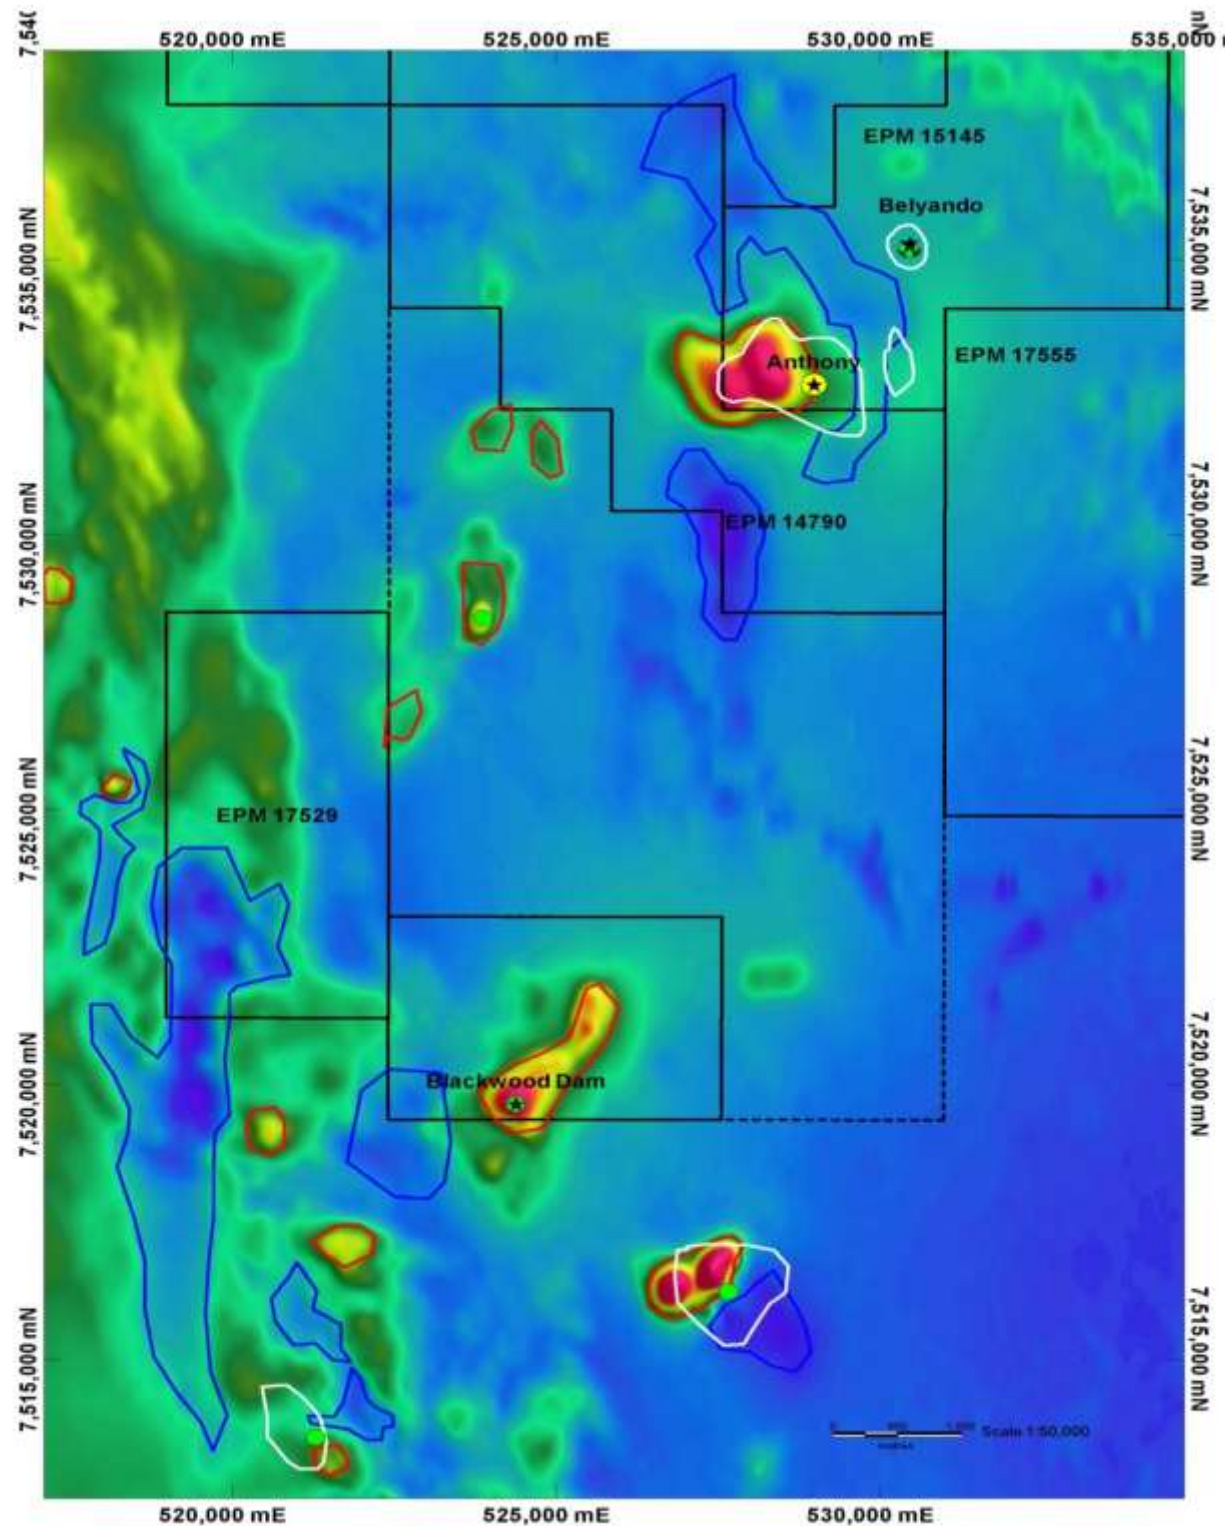 520,000 mE
525,000 mE
530,000 mE
535,000
EPM 15145
Belyando
7,535,000 mN
7,535,000 mN
EPM 17555
Anthony
7,530,000 mN
7,530,000 mN
EPM 14790
7,525,000 mN
7,525,000 mN
EPM 17529
7,520,000 mN
7,520,000 mN
Blackwood Dam
7,515,000 mN
7,515,000 mN
Scale 1:50,000
520,000 mE
525,000 mE
530,000 mE